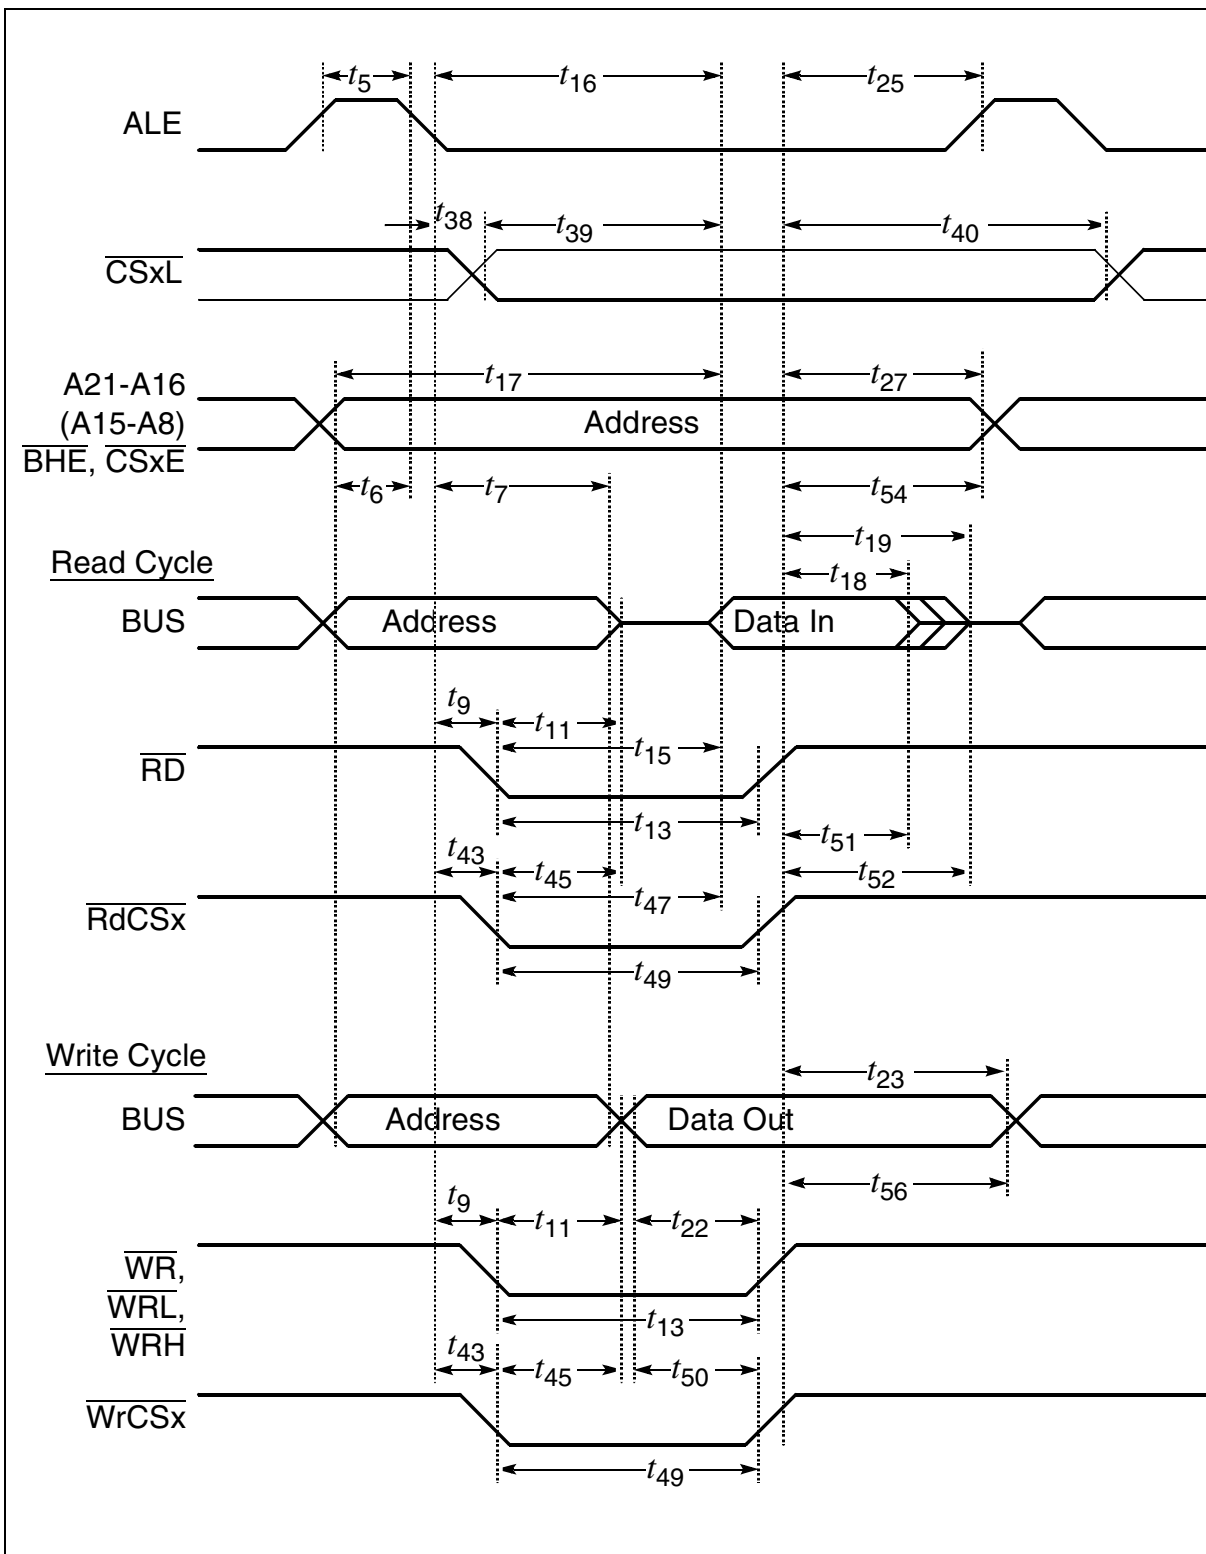 t5 t16 t25
ALE
t38 t39 t40
CSxL
t17 t27
A21-A16
(A15-A8) Address
BHE, CSxE
t6 t7 t54
t19
Read Cycle
t18
BUS Address Data In
t9 t11
t15
RD
t13 t51
t43 t45 t52
t47
RdCSx
t49
Write Cycle
t23
BUS Address Data Out
t56
t9 t11 t22
WR,
WRL, t13
WRH
t43 t45 t50
WrCSx
t49